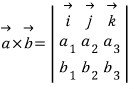 → → →
i j k
→ →
a × b = | a₁ a₂ a₃ |
b₁ b₂ b₃